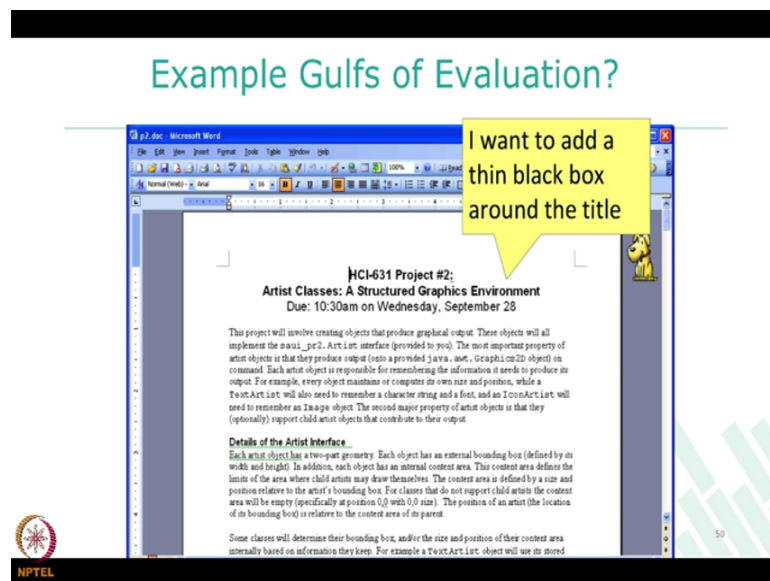 Example Gulfs of Evaluation?
p2.doc - Microsoft Word
File Edit View Insert Format Tools Table Window Help
100% Read
Normal (Web) Arial 16 B I U
I want to add a
thin black box
around the title
HCI-631 Project #2:
Artist Classes: A Structured Graphics Environment
Due: 10:30am on Wednesday, September 28
This project will involve creating objects that produce graphical output. These objects will all
implement the saui_pr2.Artist interface (provided to you). The most important property of
artist objects is that they produce output (onto a provided java.awt.Graphics2D object) on
command. Each artist object is responsible for remembering the information it needs to produce its
output. For example, every object maintains or computes its own size and position, while a
TextArtist will also need to remember a character string and a font, and an IconArtist will
need to remember an Image object. The second major property of artist objects is that they
(optionally) support child artist objects that contribute to their output.
Details of the Artist Interface
Each artist object has a two-part geometry. Each object has an external bounding box (defined by its
width and height). In addition, each object has an internal content area. This content area defines the
limits of the area where child artists may draw themselves. The content area is defined by a size and
position relative to the artist's bounding box. For classes that do not support child artists the content
area will be empty (specifically at position 0,0 with 0,0 size). The position of an artist (the location
of its bounding box) is relative to the content area of its parent.
Some classes will determine their bounding box, and/or the size and position of their content area
internally based on information they keep. For example a TextArtist object will use its stored
50
NPTEL